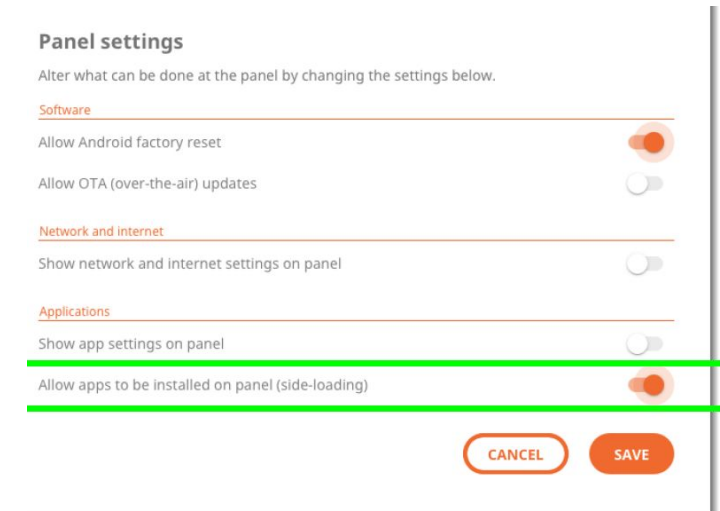 Panel settings
Alter what can be done at the panel by changing the settings below.
Software
Allow Android factory reset
Allow OTA (over-the-air) updates
Network and internet
Show network and internet settings on panel
Applications
Show app settings on panel
Allow apps to be installed on panel (side-loading)
CANCEL SAVE